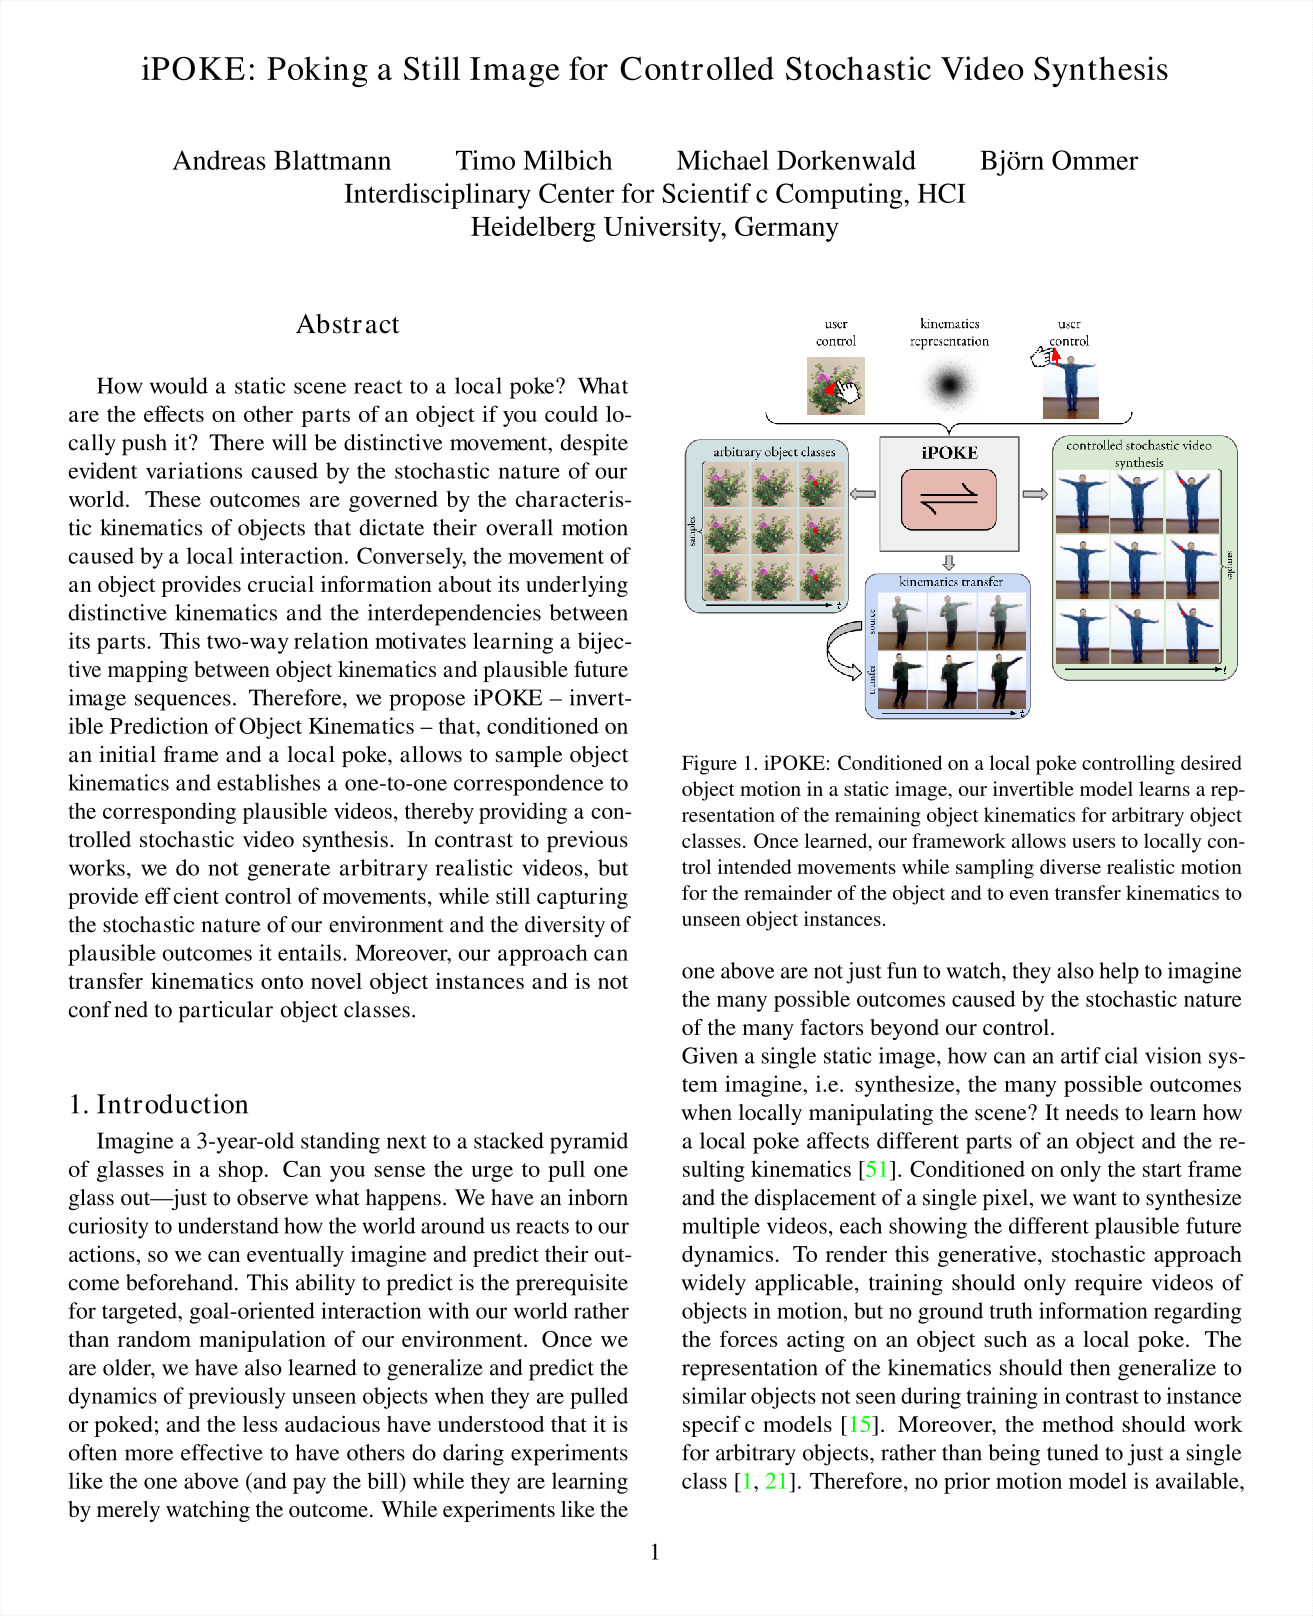 iPOKE: Poking a Still Image for Controlled Stochastic Video Synthesis
Andreas Blattmann Timo Milbich Michael Dorkenwald Björn Ommer
Interdisciplinary Center for Scientif c Computing, HCI
Heidelberg University, Germany
Abstract
How would a static scene react to a local poke? What
are the effects on other parts of an object if you could lo-
cally push it? There will be distinctive movement, despite
evident variations caused by the stochastic nature of our
world. These outcomes are governed by the characteris-
tic kinematics of objects that dictate their overall motion
caused by a local interaction. Conversely, the movement of
an object provides crucial information about its underlying
distinctive kinematics and the interdependencies between
its parts. This two-way relation motivates learning a bijec-
tive mapping between object kinematics and plausible future
image sequences. Therefore, we propose iPOKE – invert-
ible Prediction of Object Kinematics – that, conditioned on
an initial frame and a local poke, allows to sample object
kinematics and establishes a one-to-one correspondence to
the corresponding plausible videos, thereby providing a con-
trolled stochastic video synthesis. In contrast to previous
works, we do not generate arbitrary realistic videos, but
provide eff cient control of movements, while still capturing
the stochastic nature of our environment and the diversity of
plausible outcomes it entails. Moreover, our approach can
transfer kinematics onto novel object instances and is not
conf ned to particular object classes.
1. Introduction
Imagine a 3-year-old standing next to a stacked pyramid
of glasses in a shop. Can you sense the urge to pull one
glass out—just to observe what happens. We have an inborn
curiosity to understand how the world around us reacts to our
actions, so we can eventually imagine and predict their out-
come beforehand. This ability to predict is the prerequisite
for targeted, goal-oriented interaction with our world rather
than random manipulation of our environment. Once we
are older, we have also learned to generalize and predict the
dynamics of previously unseen objects when they are pulled
or poked; and the less audacious have understood that it is
often more effective to have others do daring experiments
like the one above (and pay the bill) while they are learning
by merely watching the outcome. While experiments like the
user control
kinematics representation
user control
arbitrary object classes
samples
t
iPOKE
controlled stochastic video
synthesis
samples
t
kinematics transfer
source
transfer
t
Figure 1. iPOKE: Conditioned on a local poke controlling desired
object motion in a static image, our invertible model learns a rep-
resentation of the remaining object kinematics for arbitrary object
classes. Once learned, our framework allows users to locally con-
trol intended movements while sampling diverse realistic motion
for the remainder of the object and to even transfer kinematics to
unseen object instances.
one above are not just fun to watch, they also help to imagine
the many possible outcomes caused by the stochastic nature
of the many factors beyond our control.
Given a single static image, how can an artif cial vision sys-
tem imagine, i.e. synthesize, the many possible outcomes
when locally manipulating the scene? It needs to learn how
a local poke affects different parts of an object and the re-
sulting kinematics [51]. Conditioned on only the start frame
and the displacement of a single pixel, we want to synthesize
multiple videos, each showing the different plausible future
dynamics. To render this generative, stochastic approach
widely applicable, training should only require videos of
objects in motion, but no ground truth information regarding
the forces acting on an object such as a local poke. The
representation of the kinematics should then generalize to
similar objects not seen during training in contrast to instance
specif c models [15]. Moreover, the method should work
for arbitrary objects, rather than being tuned to just a single
class [1, 21]. Therefore, no prior motion model is available,
1